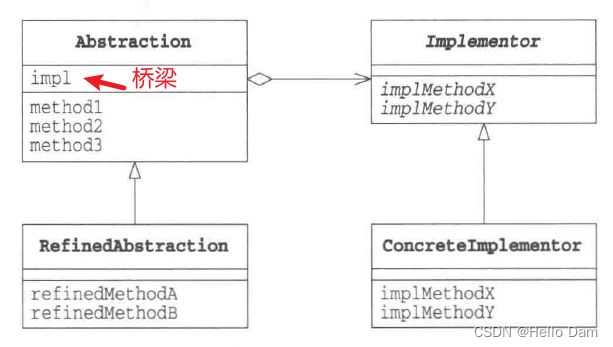 Abstraction
impl
桥梁
method1
method2
method3
Implementor
implMethodX
implMethodY
RefinedAbstraction
refinedMethodA
refinedMethodB
ConcreteImplementor
implMethodX
implMethodY
CSDN @Hello Dam